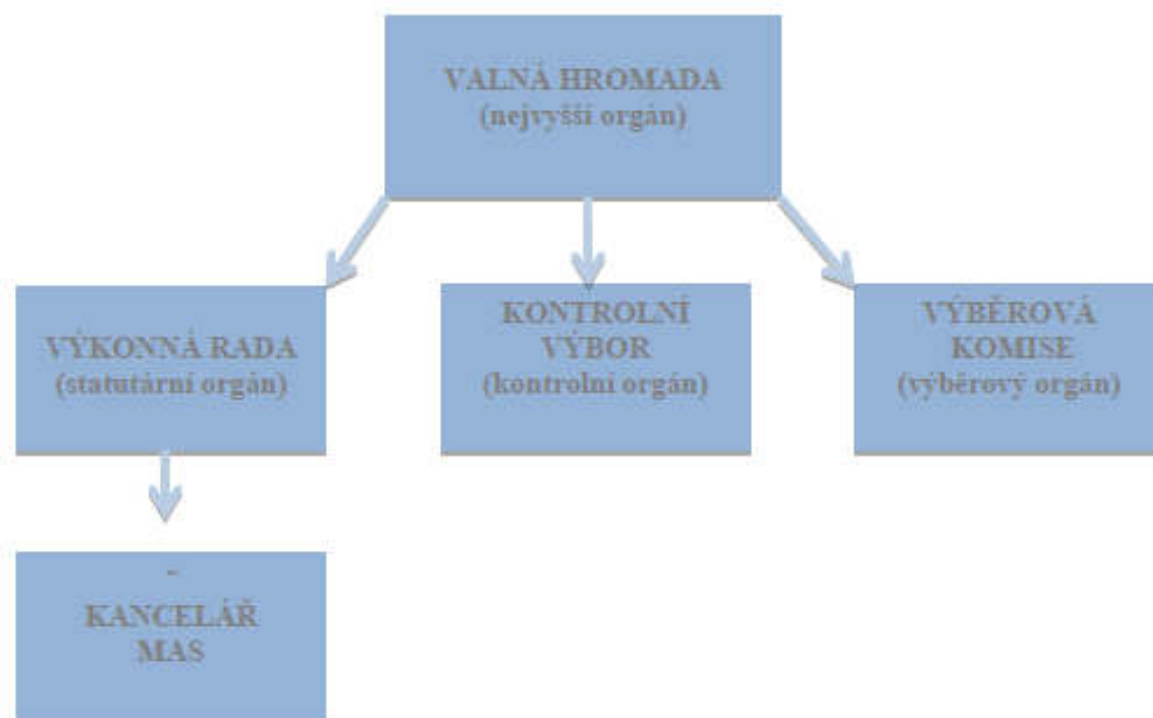 VALNÁ HROMADA
(nejvyšší orgán)
VÝKONNÁ RADA
(statutární orgán)
KONTROLNÍ
VÝBOR
(kontrolní orgán)
VÝBĚROVÁ
KOMISE
(výběrový orgán)
-
KANCELÁŘ
MAS